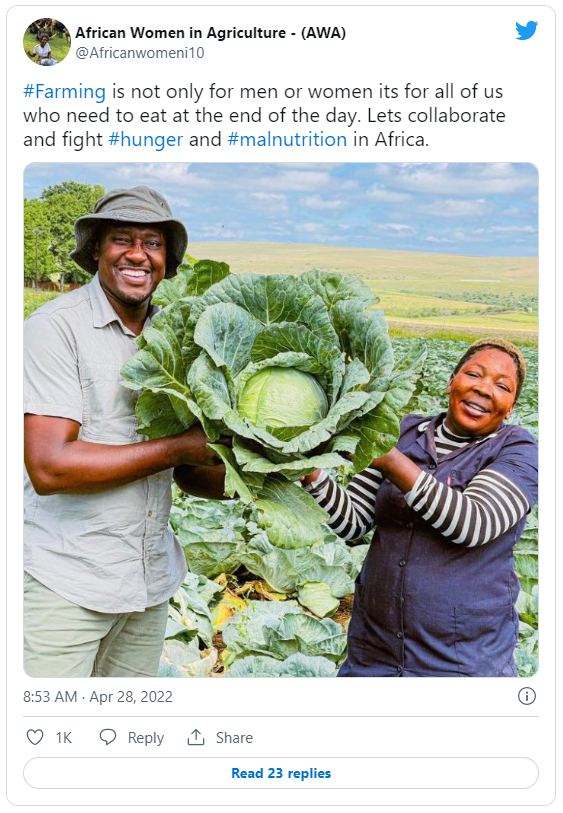 African Women in Agriculture - (AWA)
@Africanwomeni10
#Farming is not only for men or women its for all of us
who need to eat at the end of the day. Lets collaborate
and fight #hunger and #malnutrition in Africa.
8:53 AM · Apr 28, 2022
1K Reply Share
Read 23 replies